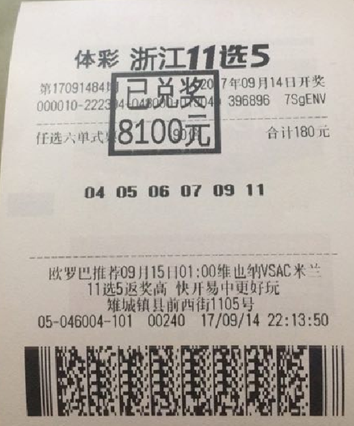 体彩 浙江11选5
第17091484期 2017年09月14日开奖
已兑奖
396896 7SgENV
任选六单式票 90倍 合计180元
8100元
04 05 06 07 09 11
欧罗巴推荐09月15日01:00维也纳VSAC米兰
11选5返奖高 快开易中更好玩
雉城镇县前西街1105号
05-046004-101 00240 17/09/14 22:13:50